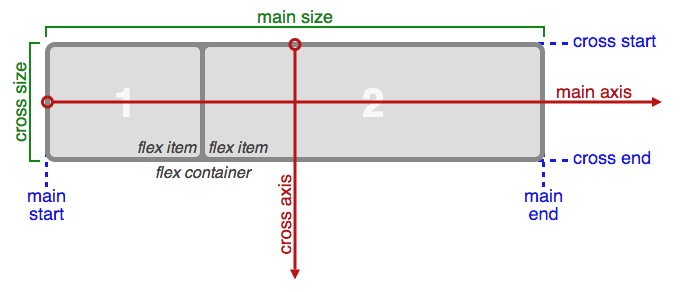 main size
cross start
cross size
1
2
main axis
flex item
flex item
cross end
flex container
cross axis
main
start
main
end